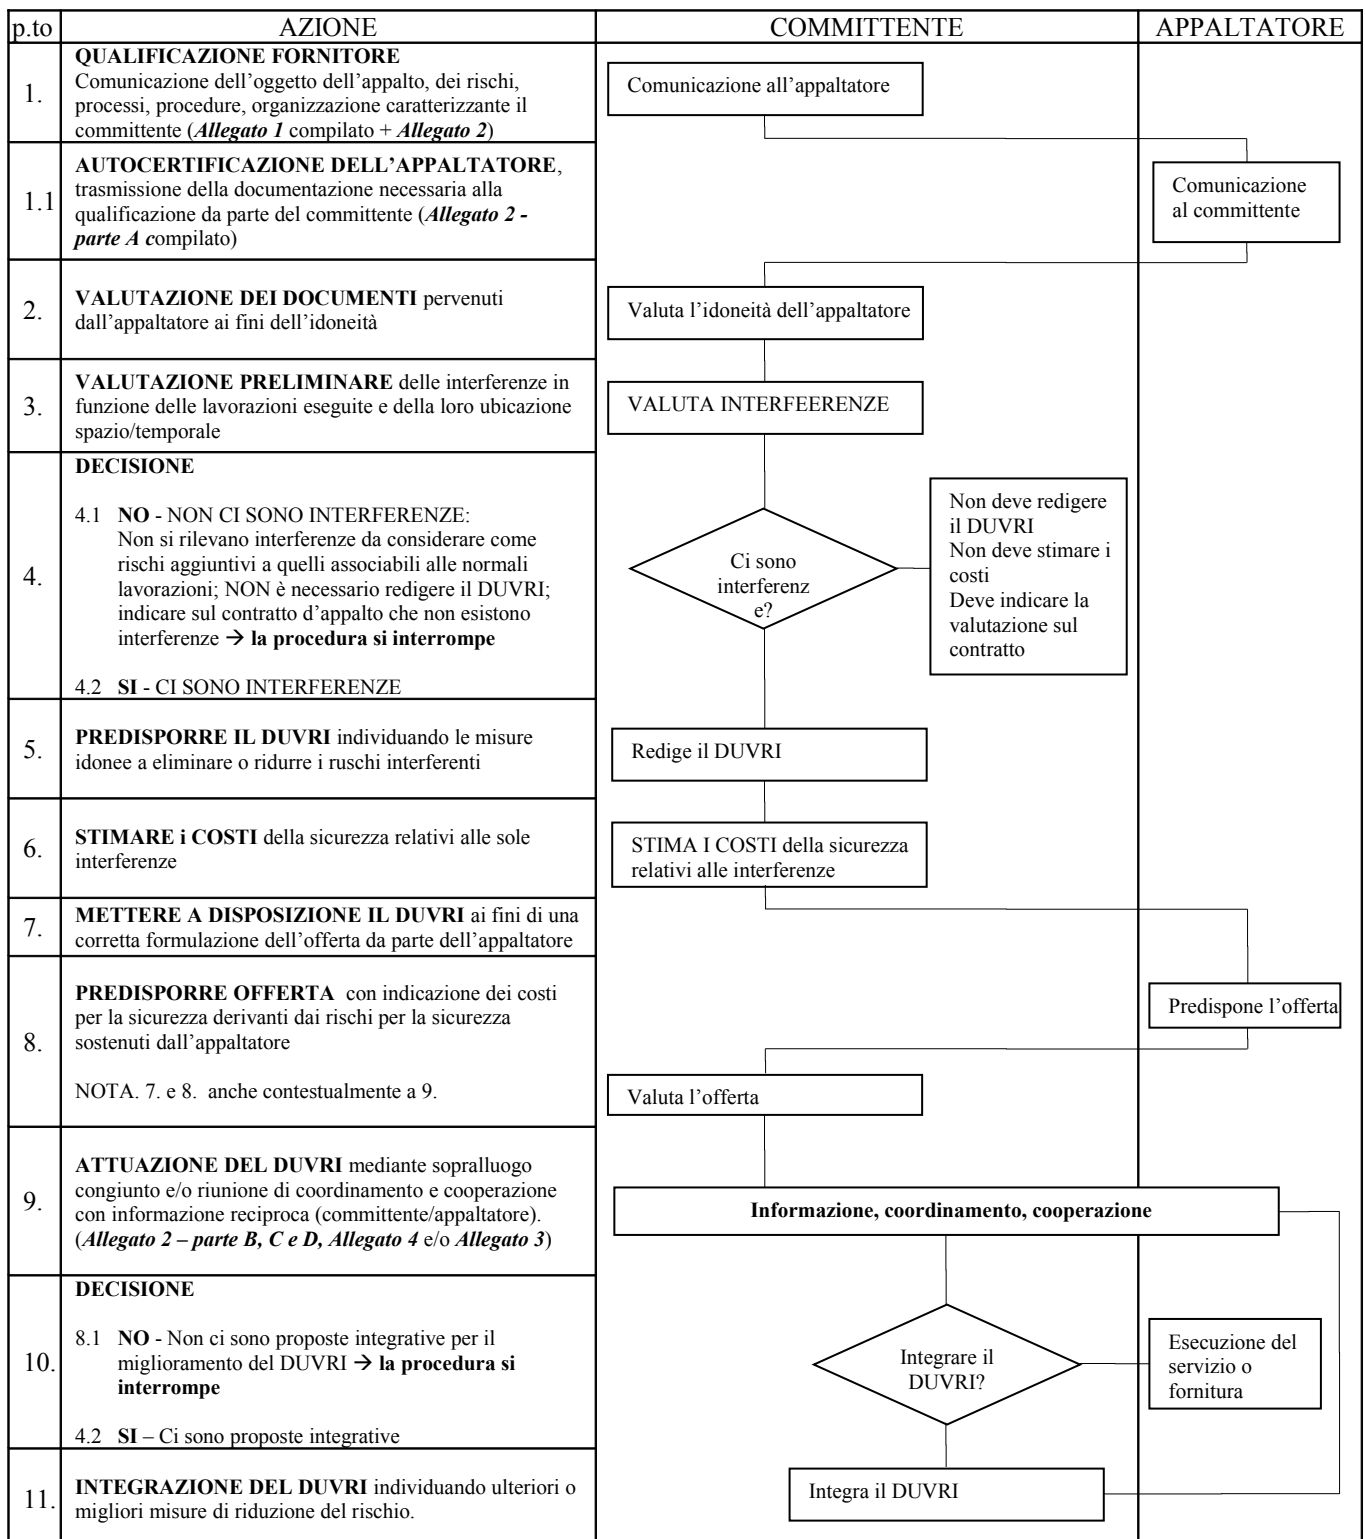 p.to AZIONE COMMITTENTE APPALTATORE
1.
QUALIFICAZIONE FORNITORE
Comunicazione dell'oggetto dell'appalto, dei rischi,
processi, procedure, organizzazione caratterizzante il
committente (Allegato 1 compilato + Allegato 2)
Comunicazione all'appaltatore
1.1
AUTOCERTIFICAZIONE DELL'APPALTATORE,
trasmissione della documentazione necessaria alla
qualificazione da parte del committente (Allegato 2 -
parte A compilato)
Comunicazione
al committente
2.
VALUTAZIONE DEI DOCUMENTI pervenuti
dall'appaltatore ai fini dell'idoneità
Valuta l'idoneità dell'appaltatore
3.
VALUTAZIONE PRELIMINARE delle interferenze in
funzione delle lavorazioni eseguite e della loro ubicazione
spazio/temporale
VALUTA INTERFEERENZE
4.
DECISIONE
4.1 NO - NON CI SONO INTERFERENZE:
Non si rilevano interferenze da considerare come
rischi aggiuntivi a quelli associabili alle normali
lavorazioni; NON è necessario redigere il DUVRI;
indicare sul contratto d'appalto che non esistono
interferenze → la procedura si interrompe
4.2 SI - CI SONO INTERFERENZE
Ci sono
interferenz
e?
Non deve redigere
il DUVRI
Non deve stimare i
costi
Deve indicare la
valutazione sul
contratto
5.
PREDISPORRE IL DUVRI individuando le misure
idonee a eliminare o ridurre i ruschi interferenti
Redige il DUVRI
6.
STIMARE i COSTI della sicurezza relativi alle sole
interferenze
STIMA I COSTI della sicurezza
relativi alle interferenze
7.
METTERE A DISPOSIZIONE IL DUVRI ai fini di una
corretta formulazione dell'offerta da parte dell'appaltatore
8.
PREDISPORRE OFFERTA con indicazione dei costi
per la sicurezza derivanti dai rischi per la sicurezza
sostenuti dall'appaltatore
NOTA. 7. e 8. anche contestualmente a 9.
Predispone l'offerta
Valuta l'offerta
9.
ATTUAZIONE DEL DUVRI mediante sopralluogo
congiunto e/o riunione di coordinamento e cooperazione
con informazione reciproca (committente/appaltatore).
(Allegato 2 – parte B, C e D, Allegato 4 e/o Allegato 3)
Informazione, coordinamento, cooperazione
10.
DECISIONE
8.1 NO - Non ci sono proposte integrative per il
miglioramento del DUVRI → la procedura si
interrompe
4.2 SI – Ci sono proposte integrative
Integrare il
DUVRI?
Esecuzione del
servizio o
fornitura
11.
INTEGRAZIONE DEL DUVRI individuando ulteriori o
migliori misure di riduzione del rischio.
Integra il DUVRI